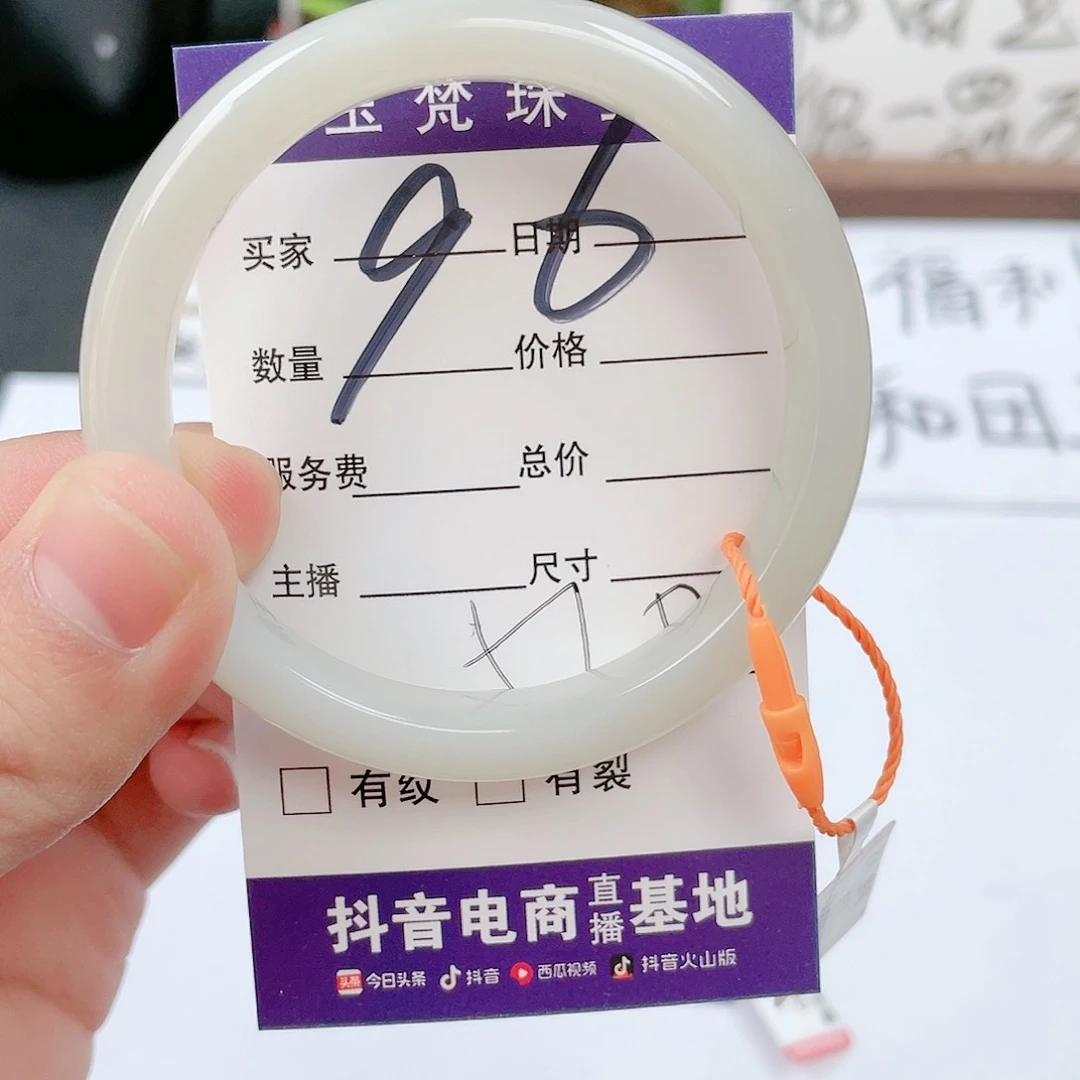 梵珠
96
买家 日期
数量 价格
服务费 总价
主播 尺寸
有纹 有裂
抖音电商直播基地
今日头条 抖音 西瓜视频 抖音火山版
和田